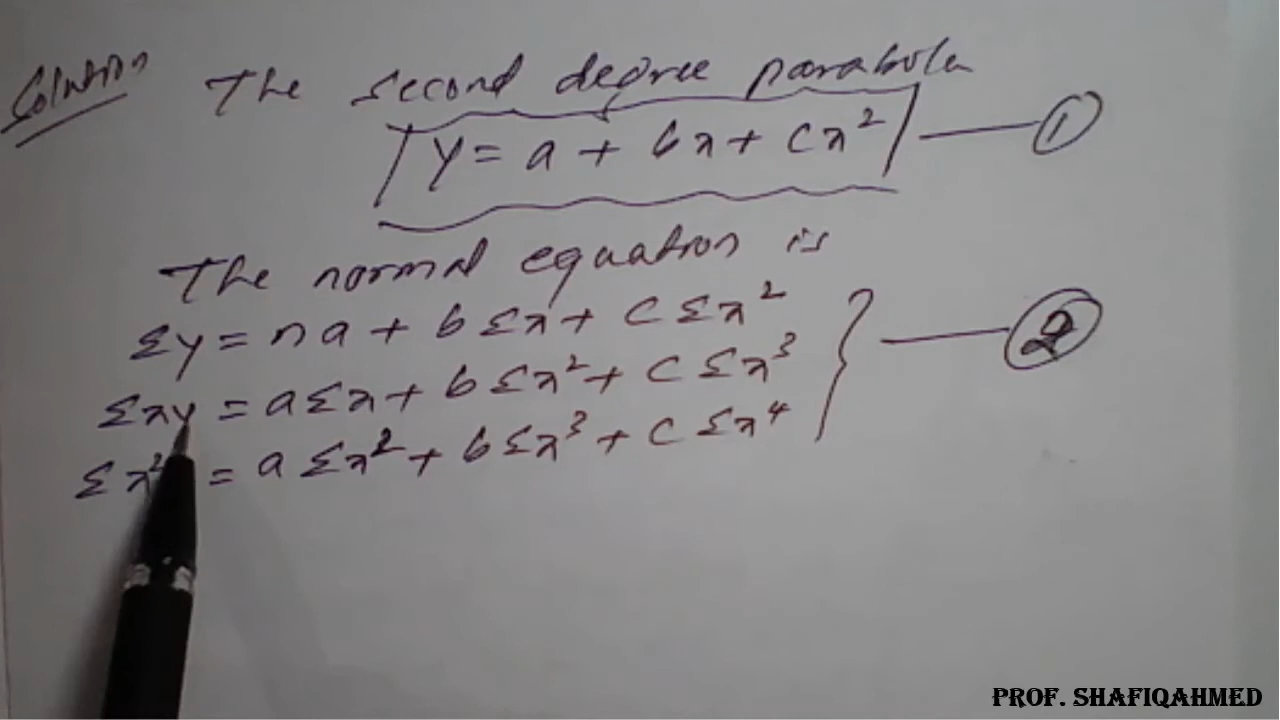 Solution The second degree parabola
y = a + bx + cx² — ①
The normal equation is
Σy = na + bΣx + cΣx²
Σxy = aΣx + bΣx² + cΣx³ } — ②
Σx² = aΣx² + bΣx³ + cΣx⁴
PROF. SHAFIQAHMED